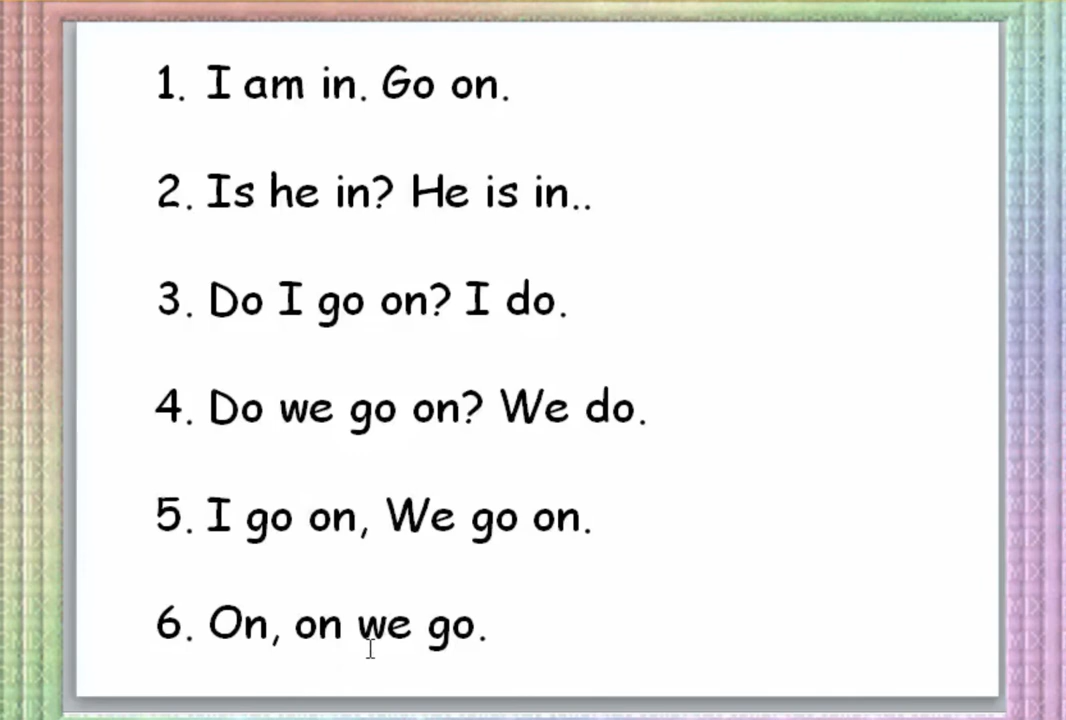 1. I am in. Go on.
2. Is he in? He is in..
3. Do I go on? I do.
4. Do we go on? We do.
5. I go on, We go on.
6. On, on we go.